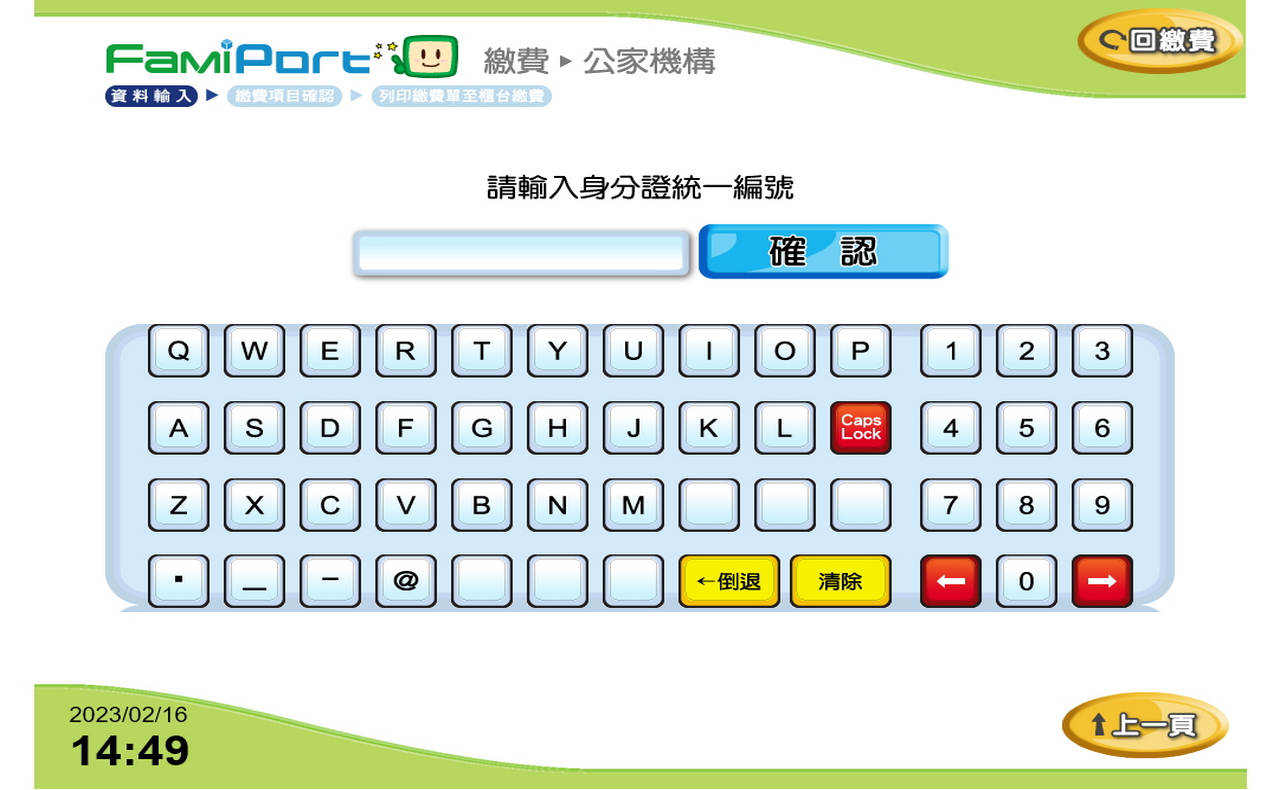 FamiPort 繳費 ▸ 公家機構
回繳費
資料輸入 ▶ 繳費項目確認 ▶ 列印繳費單至櫃台繳費
請輸入身分證統一編號
確 認
Q W E R T Y U I O P 1 2 3
A S D F G H J K L Caps Lock 4 5 6
Z X C V B N M 7 8 9
. _ - @ ←倒退 清除 ← 0 →
2023/02/16
14:49
⬆上一頁